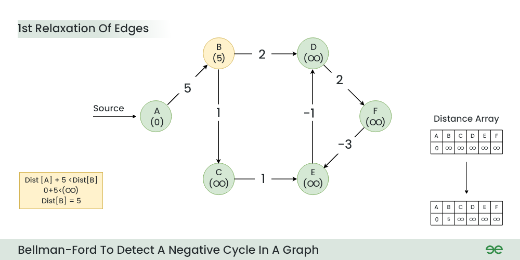 1st Relaxation Of Edges
B
(5)
2
D
(∞)
5
2
Source
A
(0)
1
-1
F
(∞)
Distance Array
A B C D E F
0 ∞ ∞ ∞ ∞ ∞
-3
C
(∞)
1
E
(∞)
Dist [A] + 5 <Dist[B]
0+5<(∞)
Dist[B] = 5
A B C D E F
0 5 ∞ ∞ ∞ ∞
Bellman-Ford To Detect A Negative Cycle In A Graph